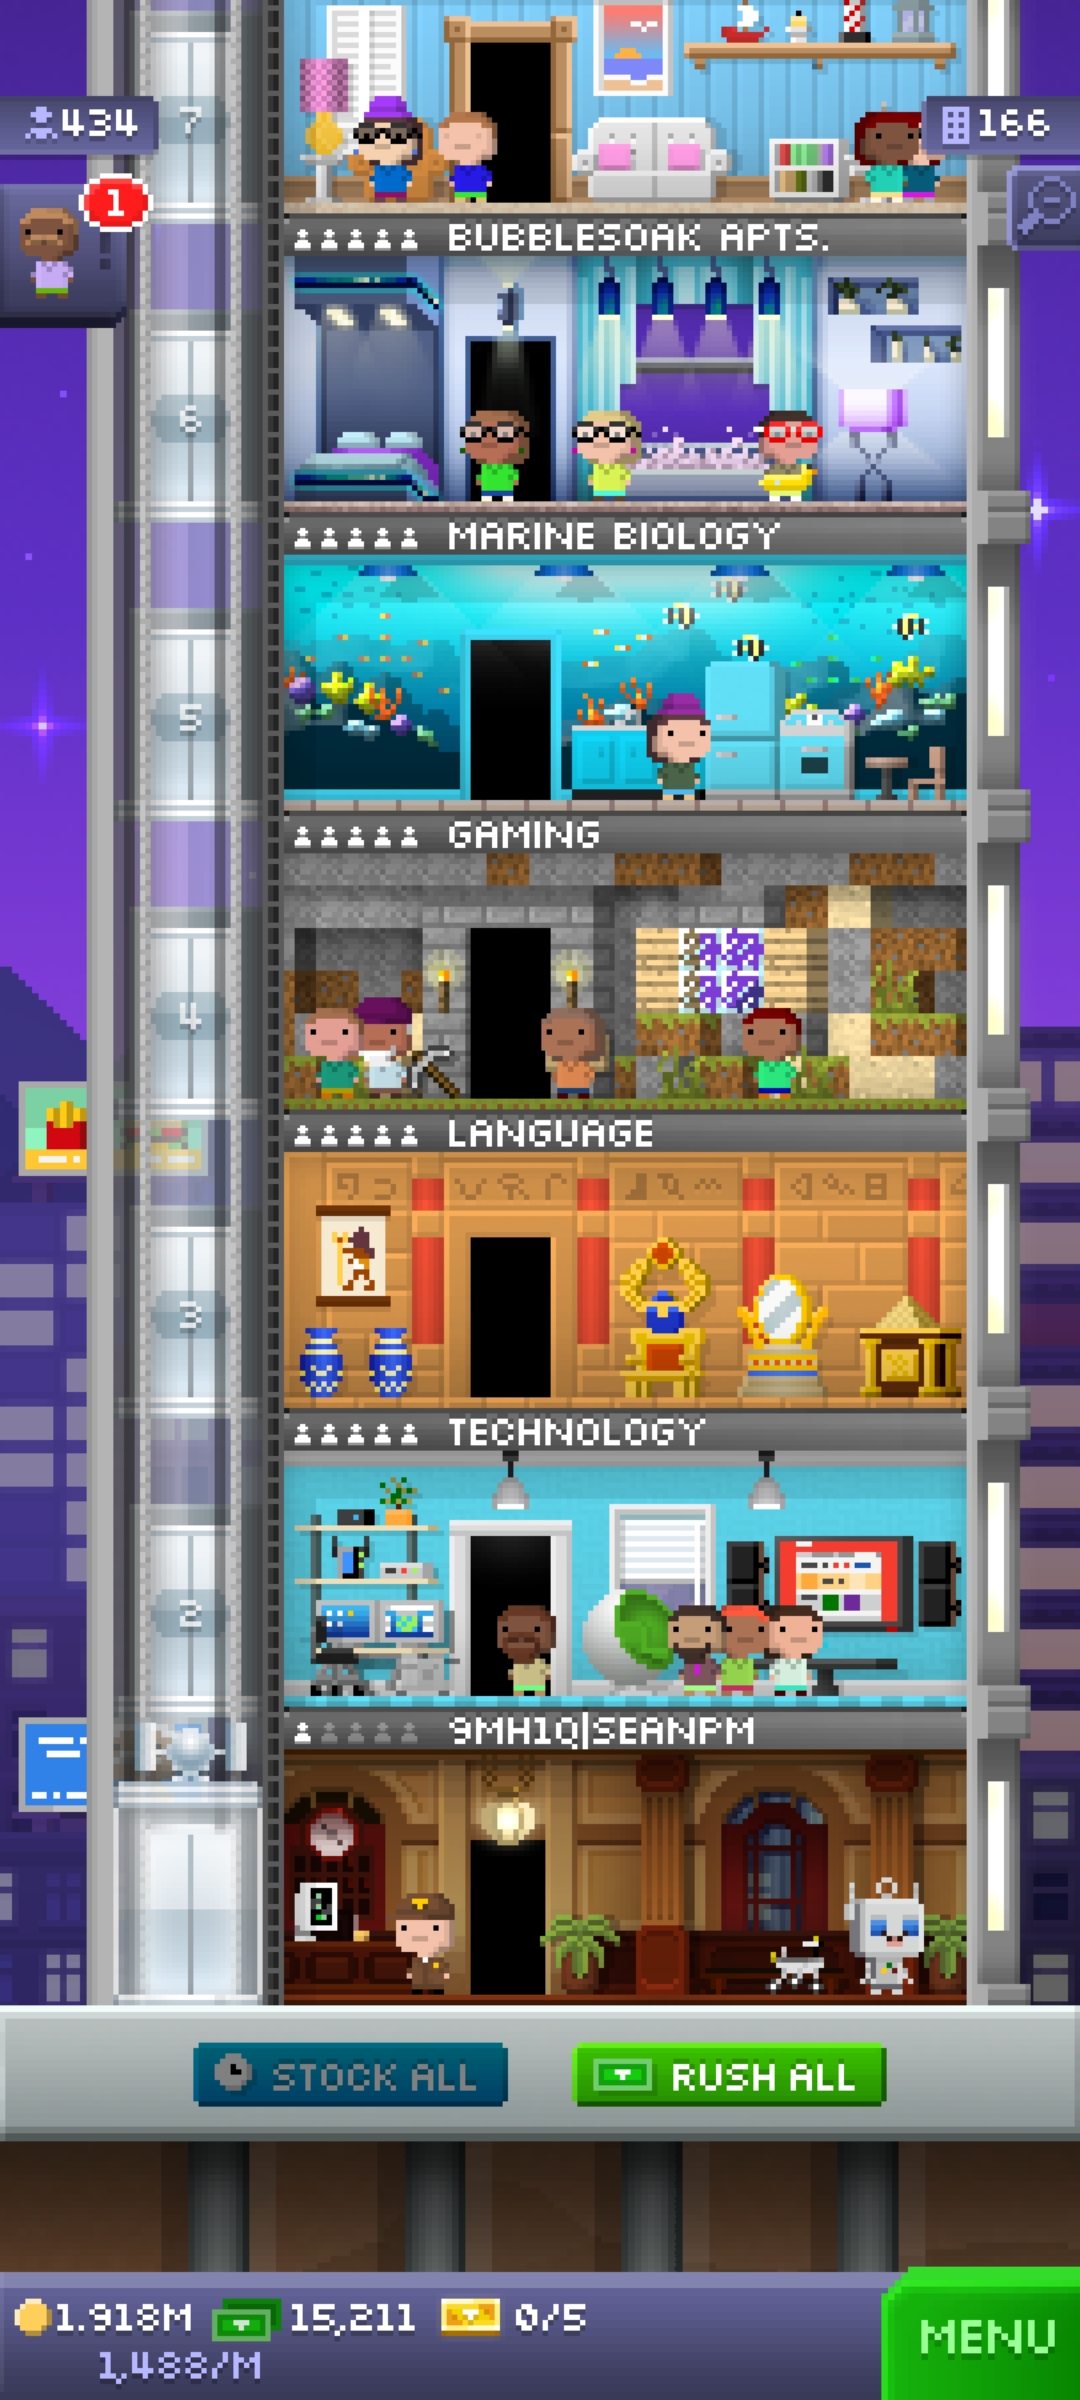 7
434
166
1
BUBBLESOAK APTS.
6
MARINE BIOLOGY
5
GAMING
4
LANGUAGE
3
TECHNOLOGY
2
9MH1Q|SEANPM
STOCK ALL
RUSH ALL
1.918M
15,211
0/5
1,488/M
MENU